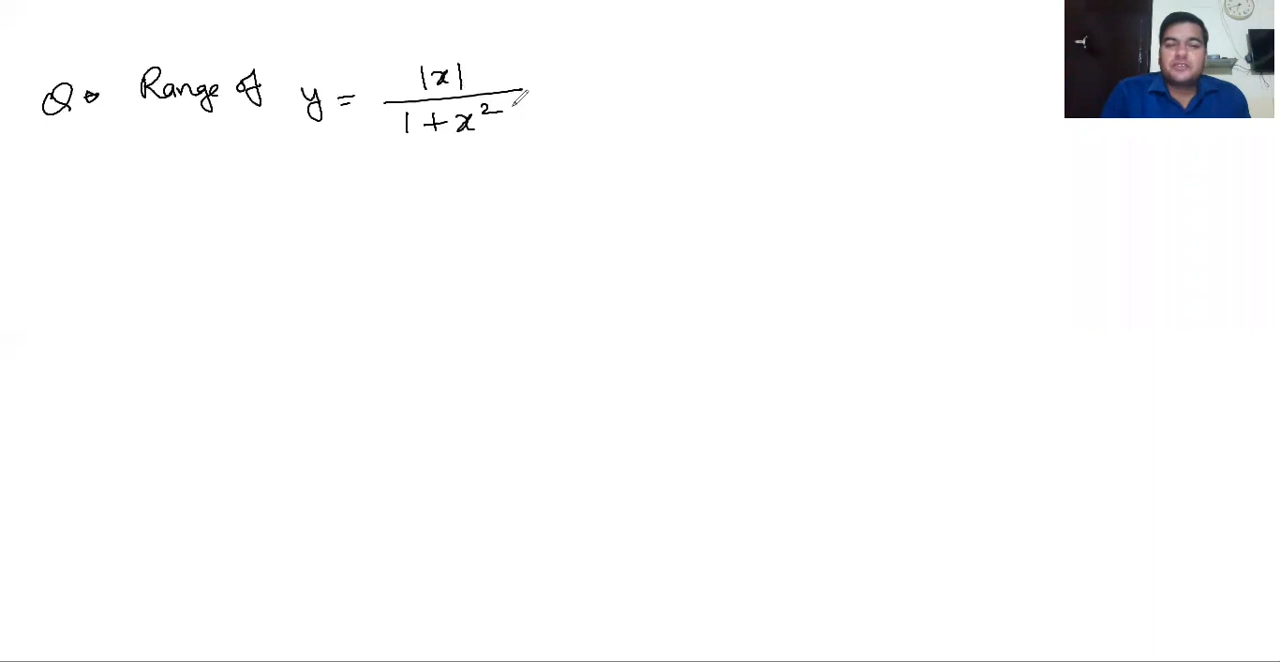 Q. Range of y = |x| / 1 + x²